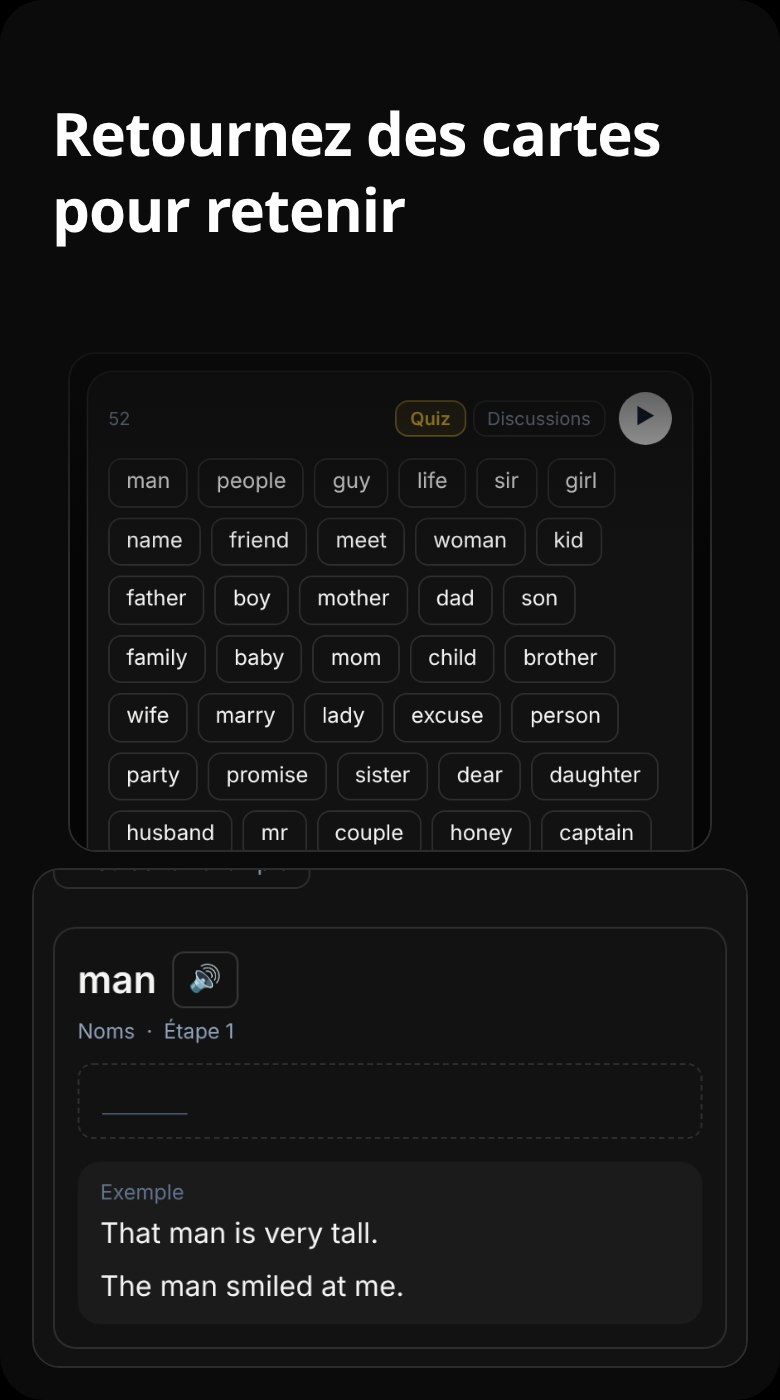 Retournez des cartes
pour retenir
52 Quiz Discussions
man people guy life sir girl
name friend meet woman kid
father boy mother dad son
family baby mom child brother
wife marry lady excuse person
party promise sister dear daughter
husband mr couple honey captain
man
Noms · Étape 1
Exemple
That man is very tall.
The man smiled at me.